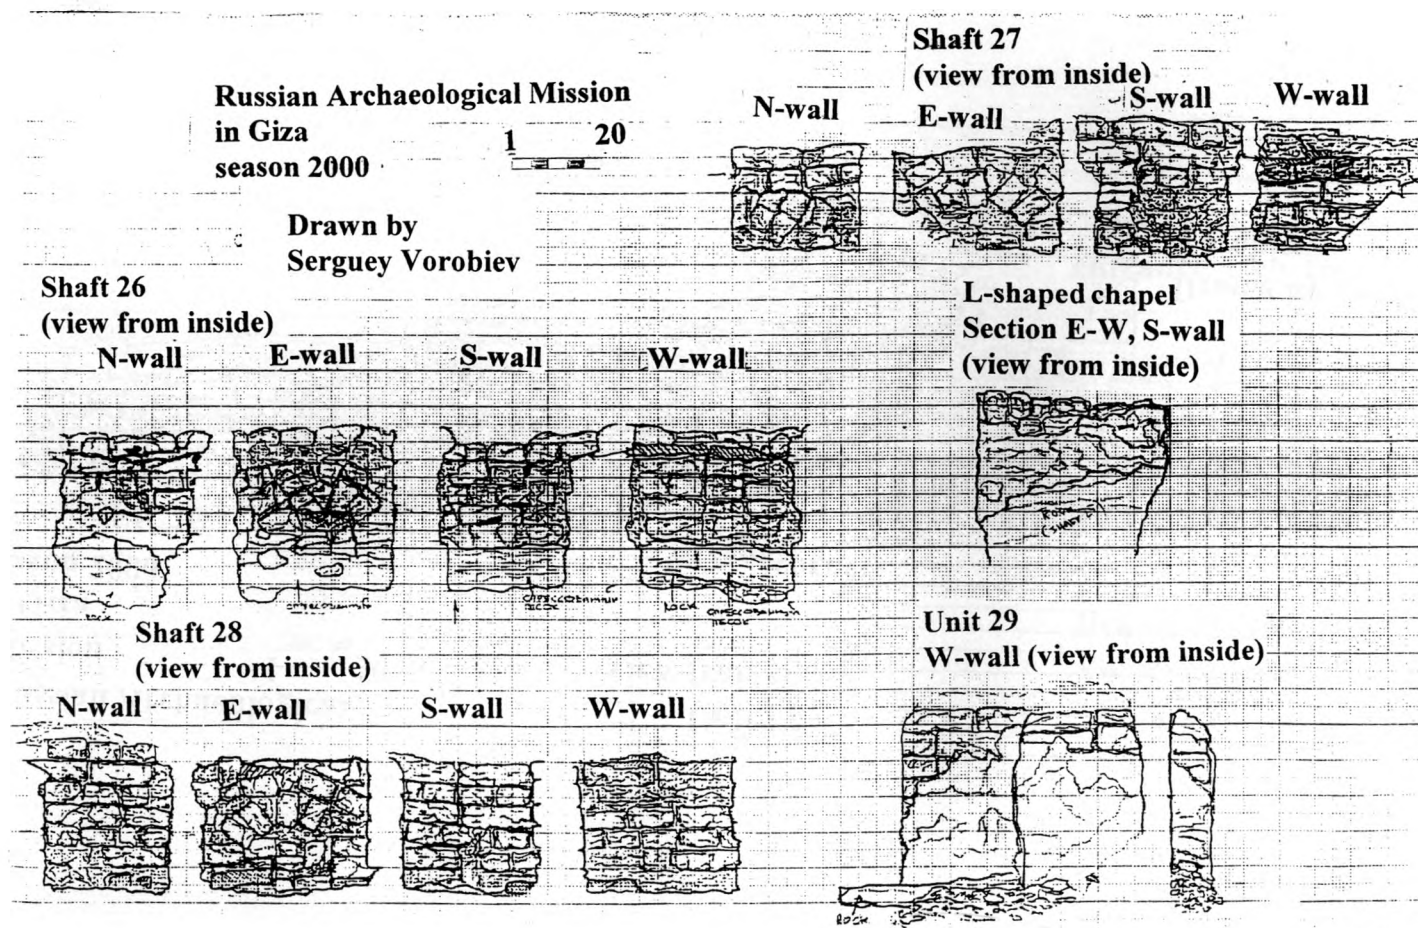 Russian Archaeological Mission
in Giza
season 2000
1 20
Drawn by
Serguey Vorobiev
Shaft 27
(view from inside)
N-wall
E-wall
S-wall
W-wall
Shaft 26
(view from inside)
N-wall
E-wall
S-wall
W-wall
ROCK
ROCK
L-shaped chapel
Section E-W, S-wall
(view from inside)
Shaft 28
(view from inside)
N-wall
E-wall
S-wall
W-wall
Unit 29
W-wall (view from inside)
ROCK